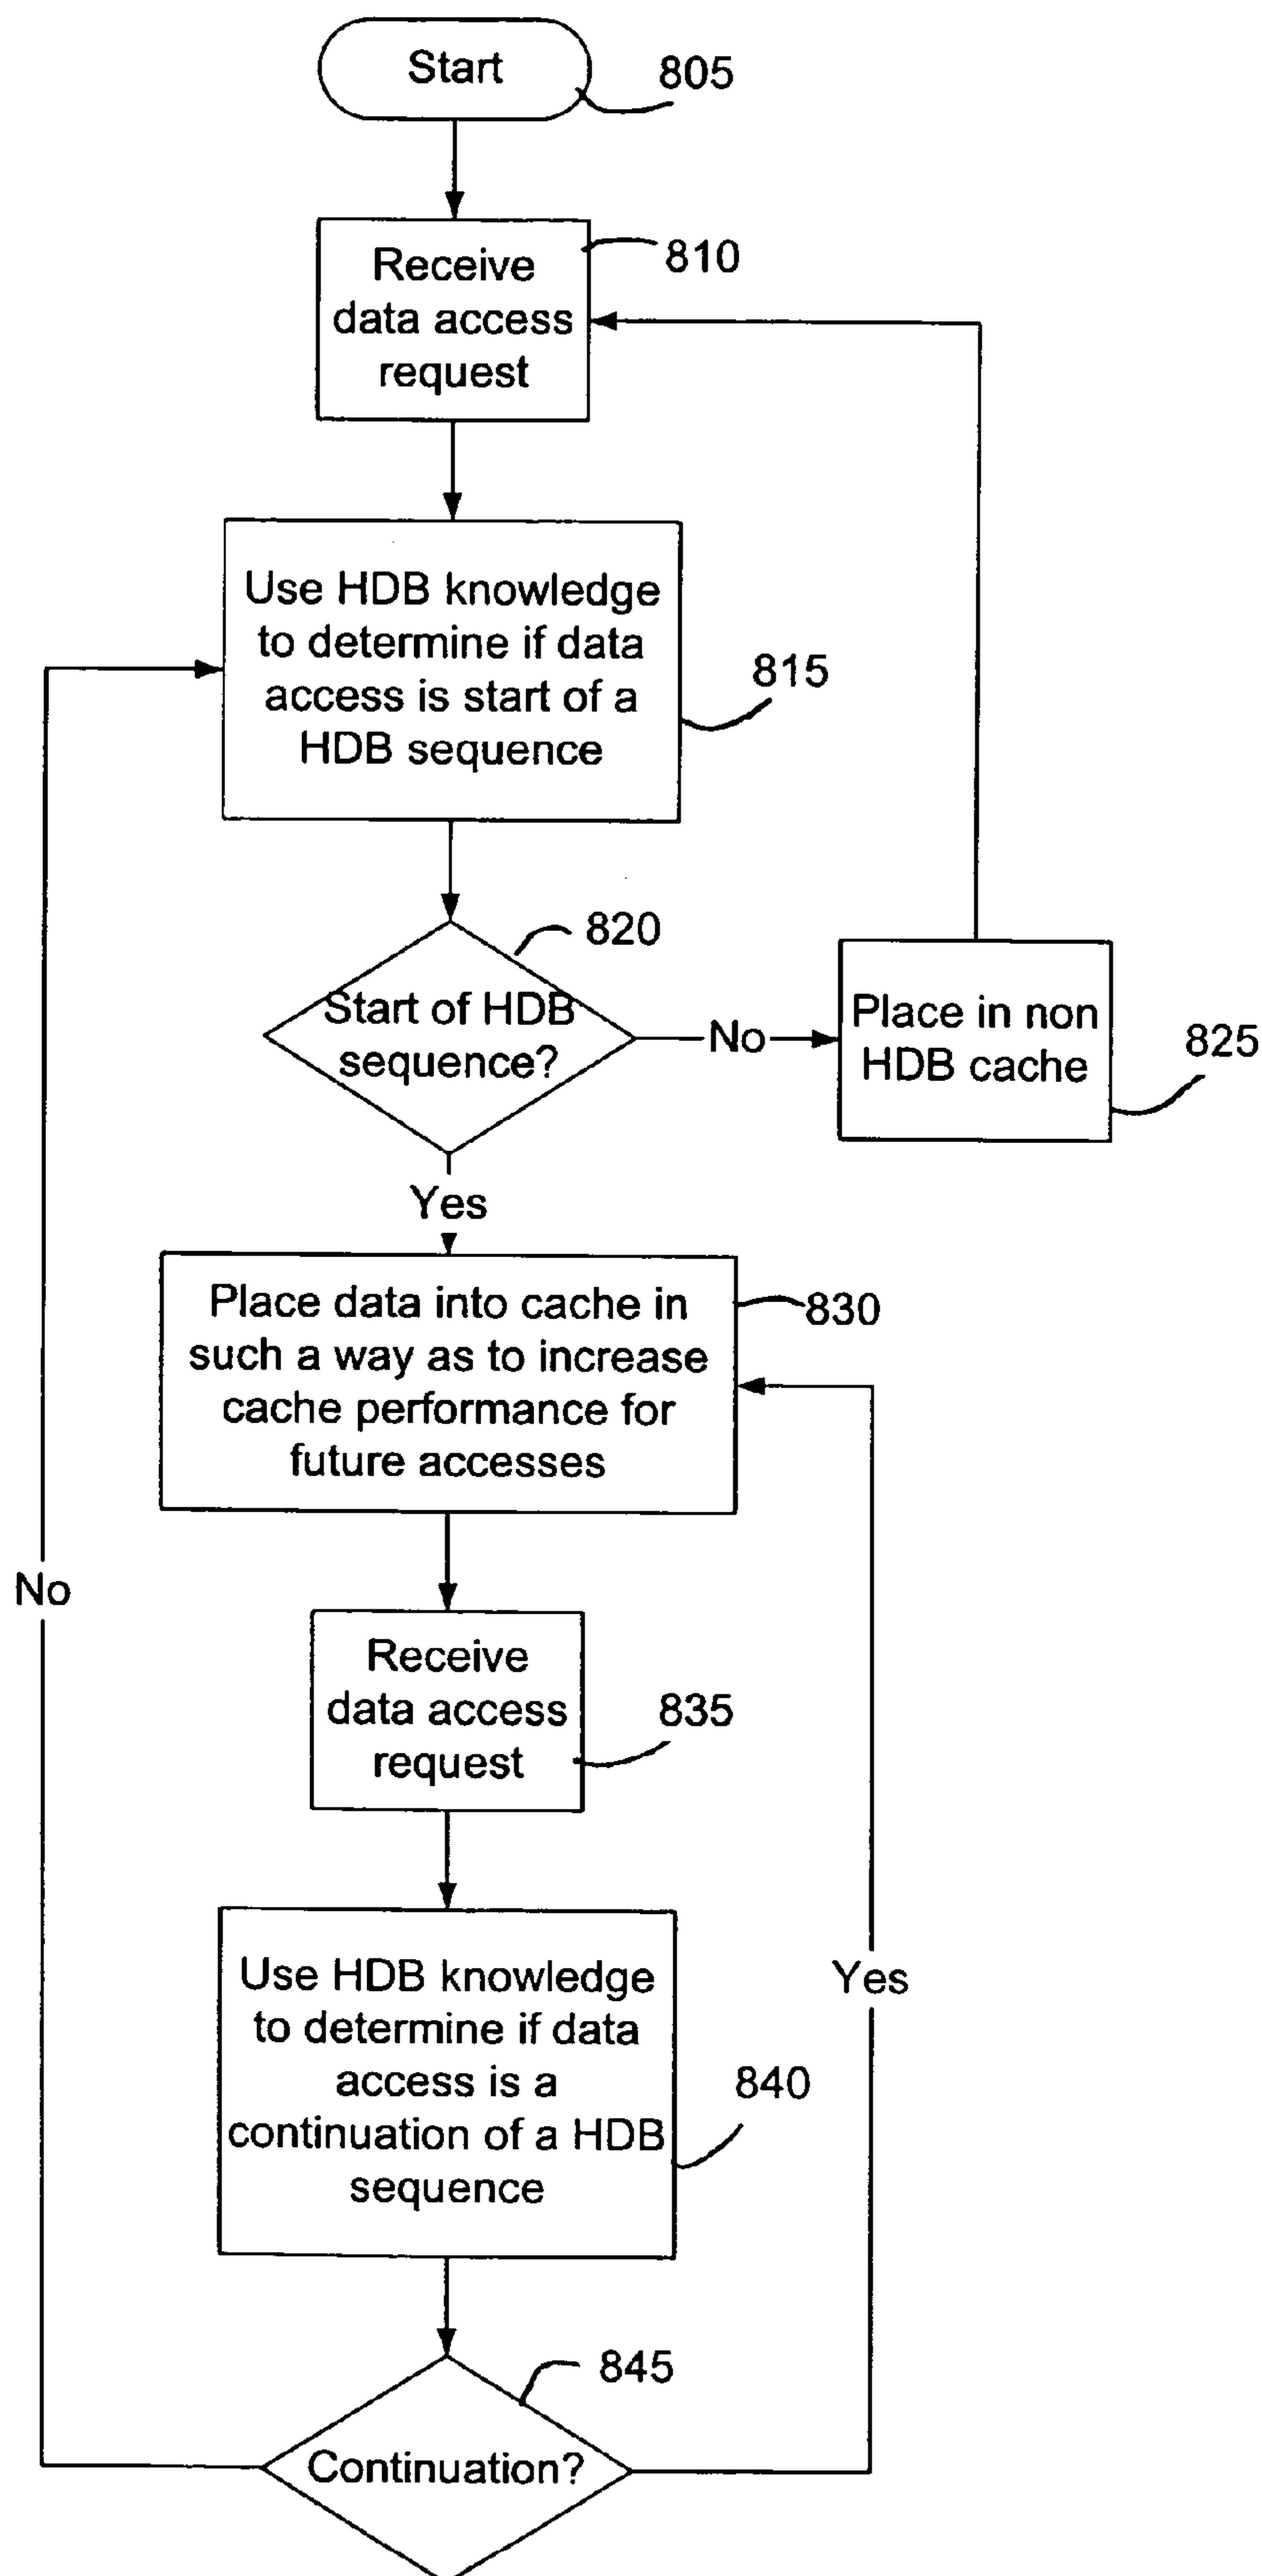 Start
805
Receive
data access
request
810
Use HDB knowledge
to determine if data
access is start of a
HDB sequence
815
820
Start of HDB
sequence?
No
Place in non
HDB cache
825
Yes
Place data into cache in
such a way as to increase
cache performance for
future accesses
830
No
Receive
data access
request
835
Use HDB knowledge
to determine if data
access is a
continuation of a HDB
sequence
Yes
840
845
Continuation?